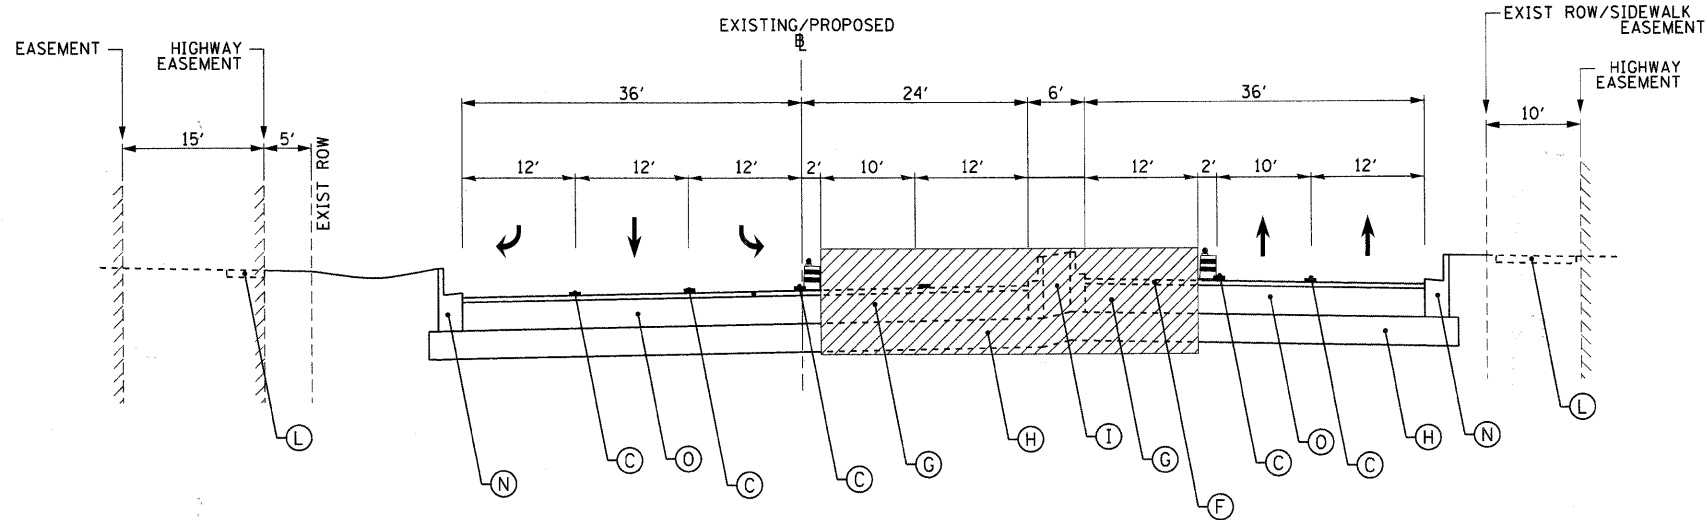 EXISTING/PROPOSED
℄
EXIST ROW/SIDEWALK
EASEMENT
EASEMENT
HIGHWAY
EASEMENT
HIGHWAY
EASEMENT
36'
24'
6'
36'
10'
15'
5'
EXIST ROW
12'
12'
12'
2'
10'
12'
12'
2'
10'
12'
L
N
C
O
C
C
G
H
I
G
F
C
O
C
H
N
L